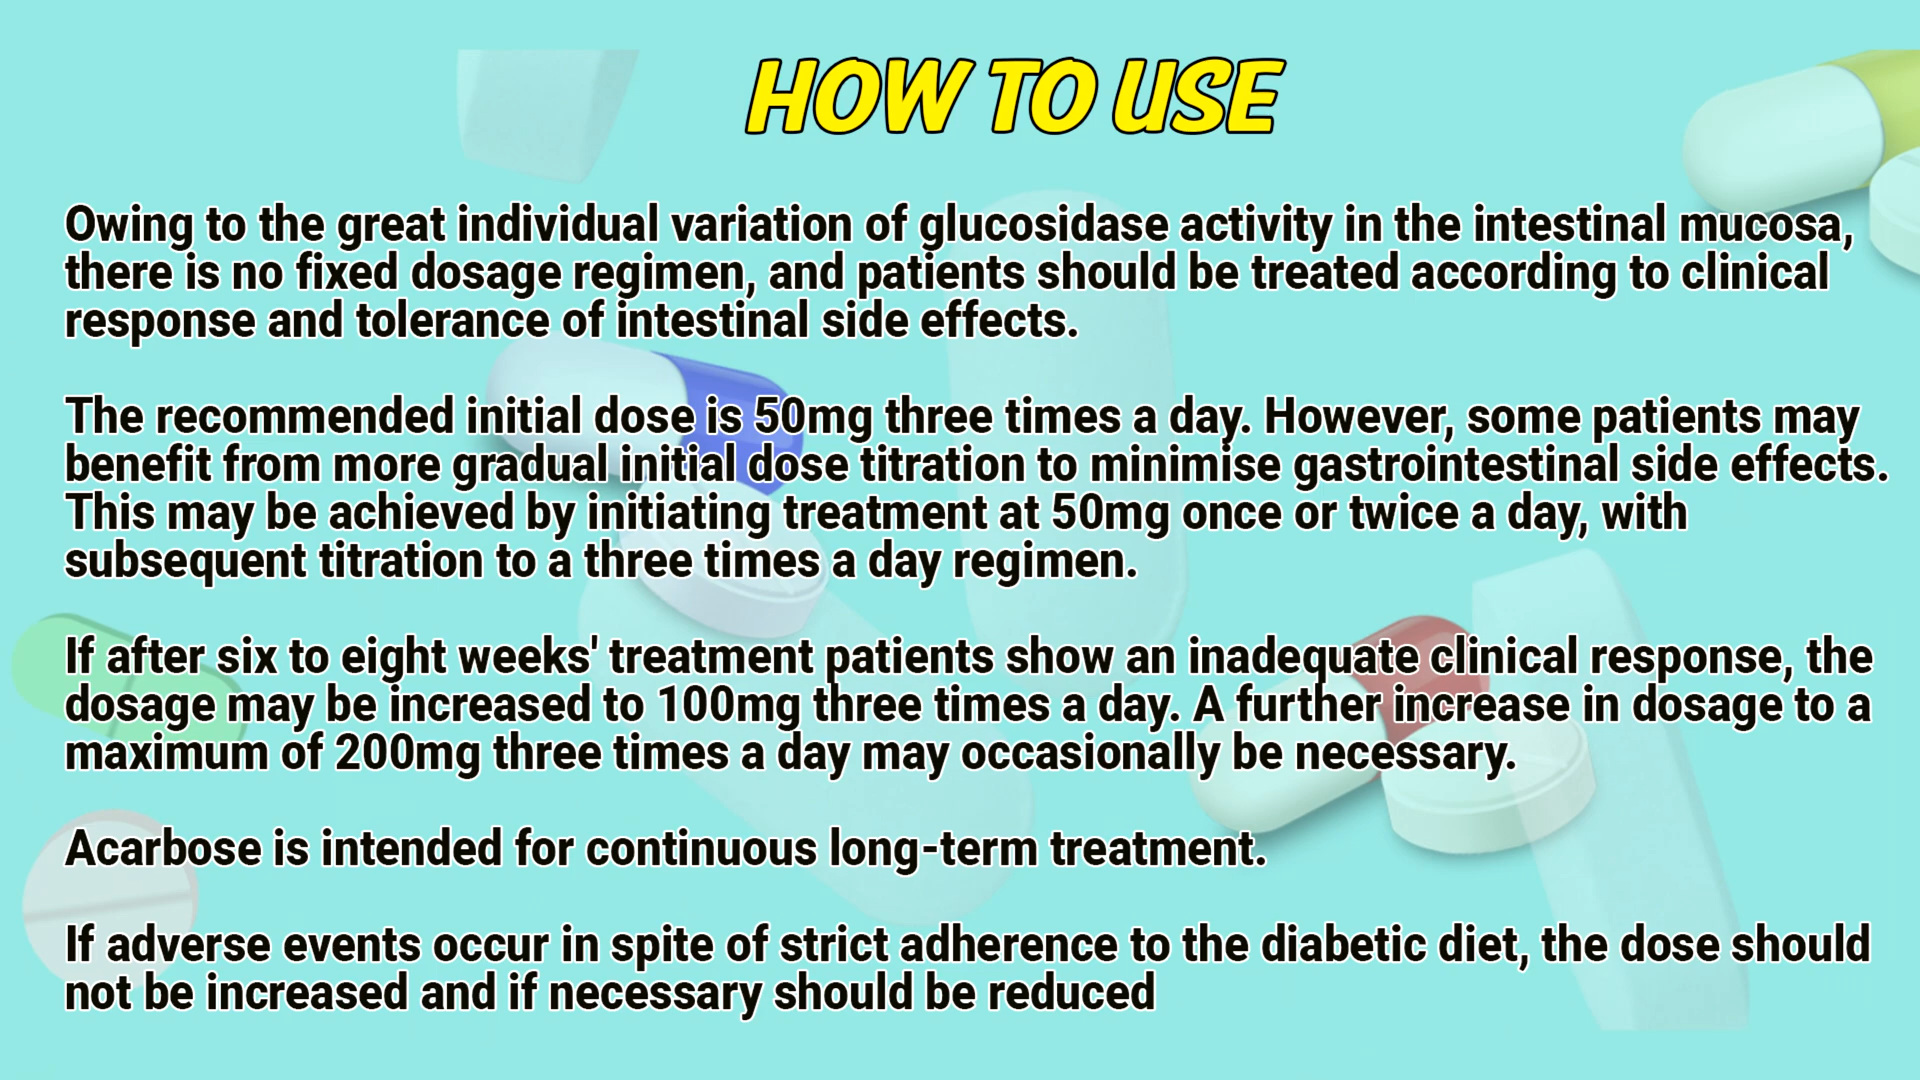 HOW TO USE
Owing to the great individual variation of glucosidase activity in the intestinal mucosa,
there is no fixed dosage regimen, and patients should be treated according to clinical
response and tolerance of intestinal side effects.
The recommended initial dose is 50mg three times a day. However, some patients may
benefit from more gradual initial dose titration to minimise gastrointestinal side effects.
This may be achieved by initiating treatment at 50mg once or twice a day, with
subsequent titration to a three times a day regimen.
If after six to eight weeks' treatment patients show an inadequate clinical response, the
dosage may be increased to 100mg three times a day. A further increase in dosage to a
maximum of 200mg three times a day may occasionally be necessary.
Acarbose is intended for continuous long-term treatment.
If adverse events occur in spite of strict adherence to the diabetic diet, the dose should
not be increased and if necessary should be reduced